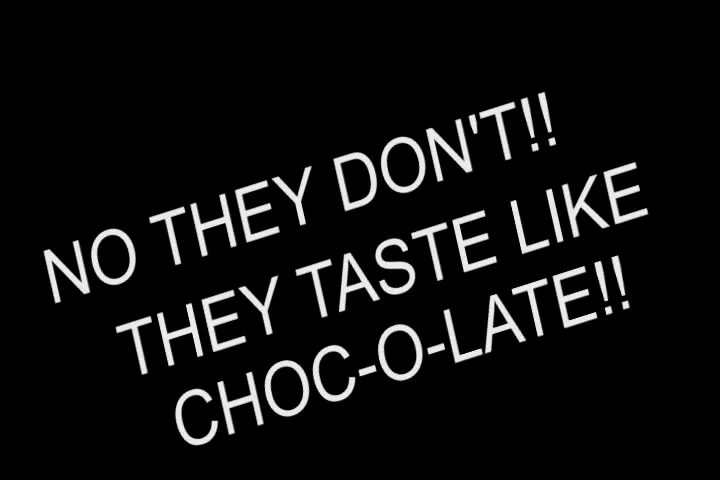 NO THEY DON'T!!
THEY TASTE LIKE
CHOC-O-LATE!!